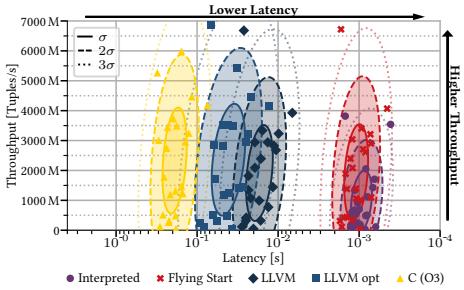 Lower Latency
7000 M
6000 M
5000 M
4000 M
3000 M
2000 M
1000 M
0
Throughput [Tuples/s]
σ
2σ
3σ
Higher Throughput
10⁻⁰ 10⁻¹ 10⁻² 10⁻³ 10⁻⁴
Latency [s]
Interpreted Flying Start LLVM LLVM opt C (O3)